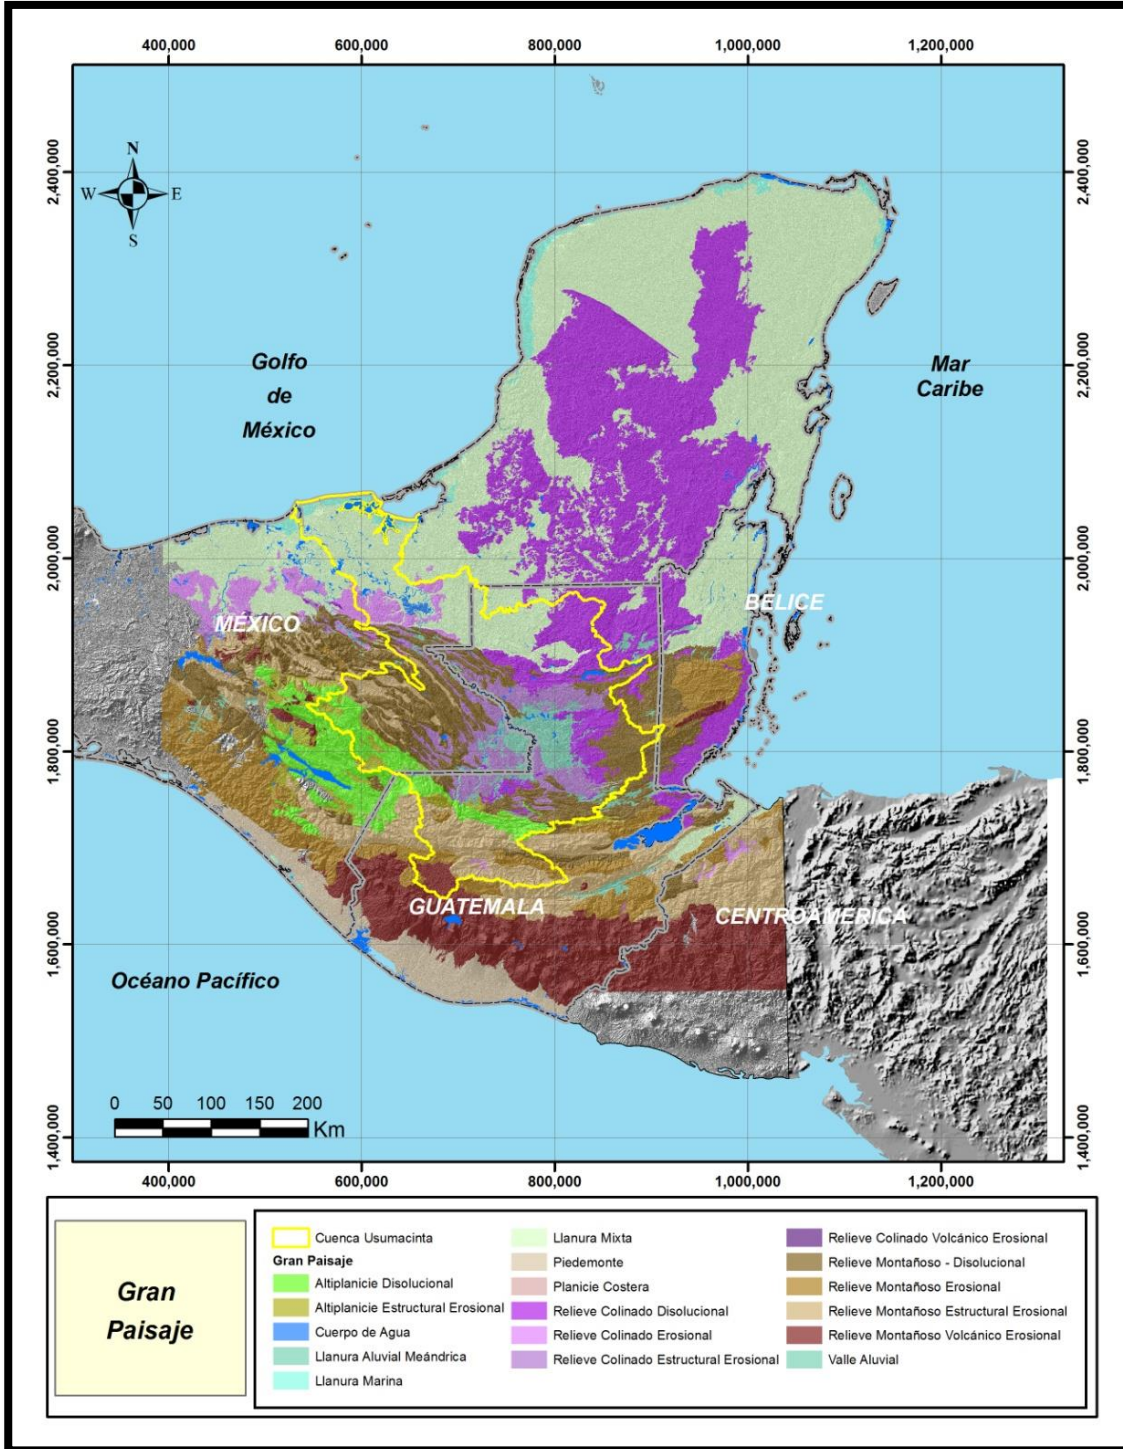 400,000 600,000 800,000 1,000,000 1,200,000
2,400,000 2,400,000
N
W E
S
2,200,000 2,200,000
Golfo
de
México
Mar
Caribe
2,000,000 2,000,000
BELICE
MÉXICO
1,800,000 1,800,000
GUATEMALA
CENTROAMERICA
1,600,000 1,600,000
Océano Pacífico
0 50 100 150 200
Km
1,400,000 1,400,000
400,000 600,000 800,000 1,000,000 1,200,000
Gran
Paisaje
Cuenca Usumacinta
Gran Paisaje
Altiplanicie Disolucional
Altiplanicie Estructural Erosional
Cuerpo de Agua
Llanura Aluvial Meándrica
Llanura Marina
Llanura Mixta
Piedemonte
Planicie Costera
Relieve Colinado Disolucional
Relieve Colinado Erosional
Relieve Colinado Estructural Erosional
Relieve Colinado Volcánico Erosional
Relieve Montañoso - Disolucional
Relieve Montañoso Erosional
Relieve Montañoso Estructural Erosional
Relieve Montañoso Volcánico Erosional
Valle Aluvial